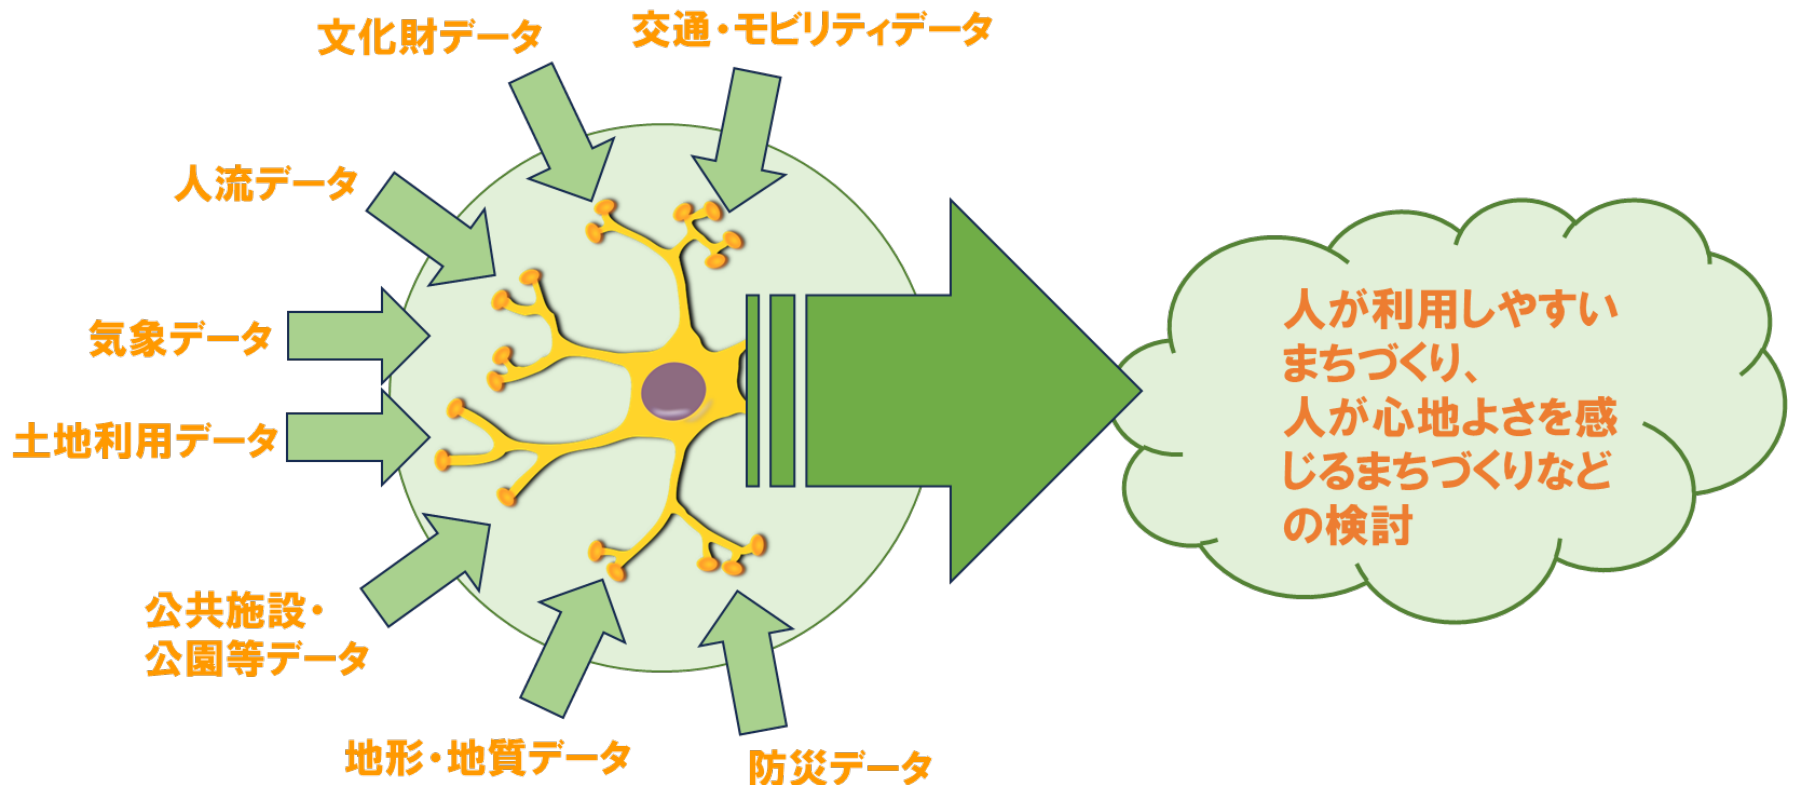 文化財データ
交通・モビリティデータ
人流データ
気象データ
土地利用データ
公共施設・
公園等データ
地形・地質データ
防災データ
人が利用しやすい
まちづくり、
人が心地よさを感
じるまちづくりなど
の検討